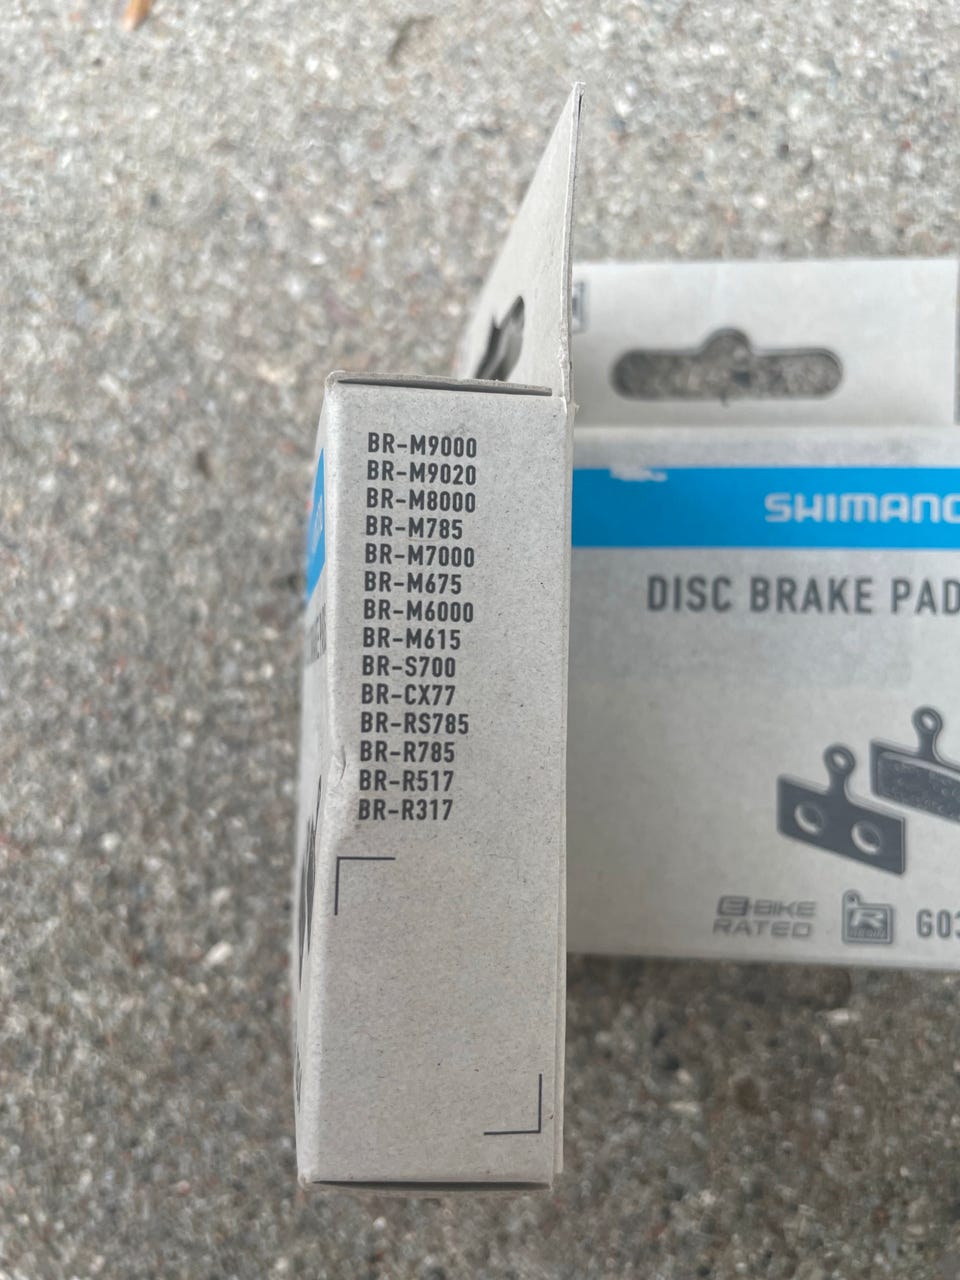 BR-M9000
BR-M9020
BR-M8000
BR-M785
BR-M7000
BR-M675
BR-M6000
BR-M615
BR-S700
BR-CX77
BR-RS785
BR-R785
BR-R517
BR-R317
SHIMANO
DISC BRAKE PAD
E-BIKE
RATED
R
G03